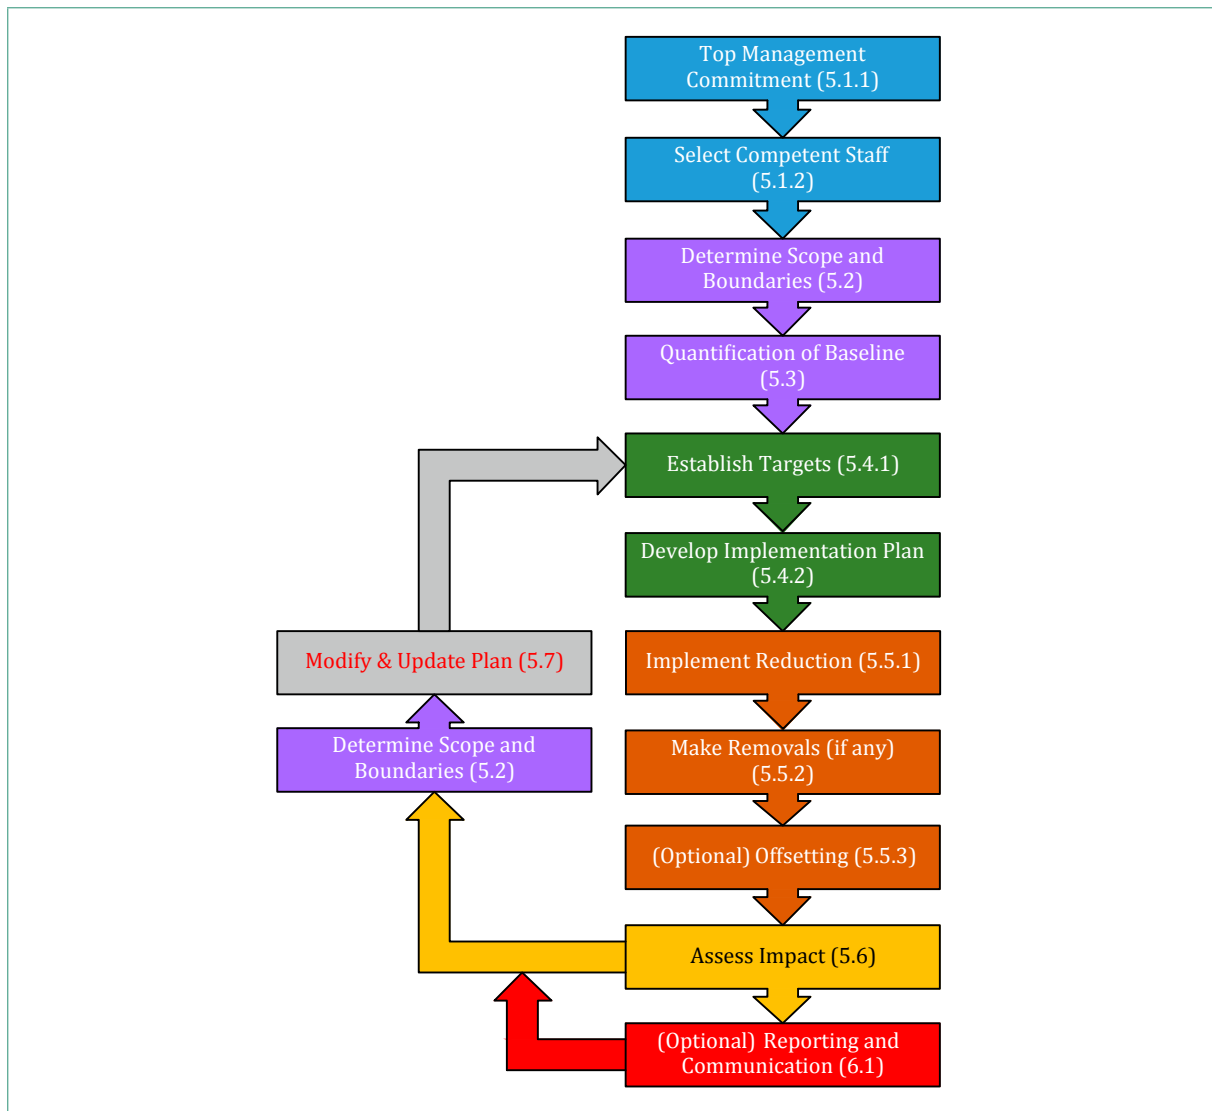 Top Management
Commitment (5.1.1)
Select Competent Staff
(5.1.2)
Determine Scope and
Boundaries (5.2)
Quantification of Baseline
(5.3)
Establish Targets (5.4.1)
Develop Implementation Plan
(5.4.2)
Implement Reduction (5.5.1)
Modify & Update Plan (5.7)
Make Removals (if any)
(5.5.2)
Determine Scope and
Boundaries (5.2)
(Optional) Offsetting (5.5.3)
Assess Impact (5.6)
(Optional) Reporting and
Communication (6.1)